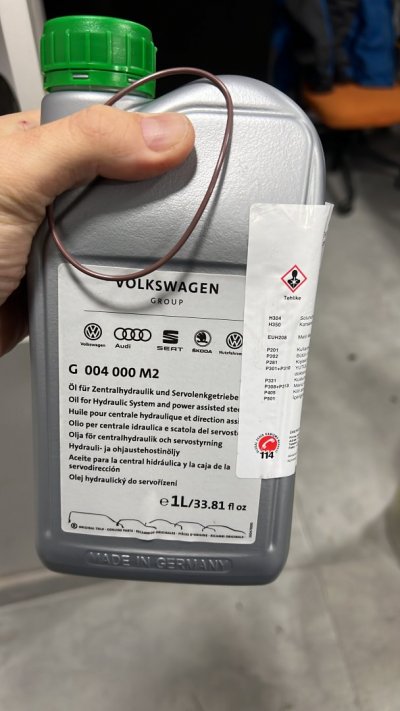 VOLKSWAGEN
GROUP
Volkswagen Audi SEAT ŠKODA Nutzfahrze
G 004 000 M2
Öl für Zentralhydraulik und Servolenkgetriebe
Oil for Hydraulic System and power assisted stee
Huile pour centrale hydraulique et direction assis
Olio per centrale idraulica e scatola del servost
Olja för centralhydraulik och servostyrning
Hydrauli- ja ohjaustehostinöljy
Aceite para la central hidráulica y la caja de la
servodirección
Olej hydraulický do servořízení
e 1L/33.81 fl oz
MADE IN GERMANY
Tehlike
H304
H350
EUH208
P201
P202
P281
P301+P310
P331
P308+P313
P405
P501
114